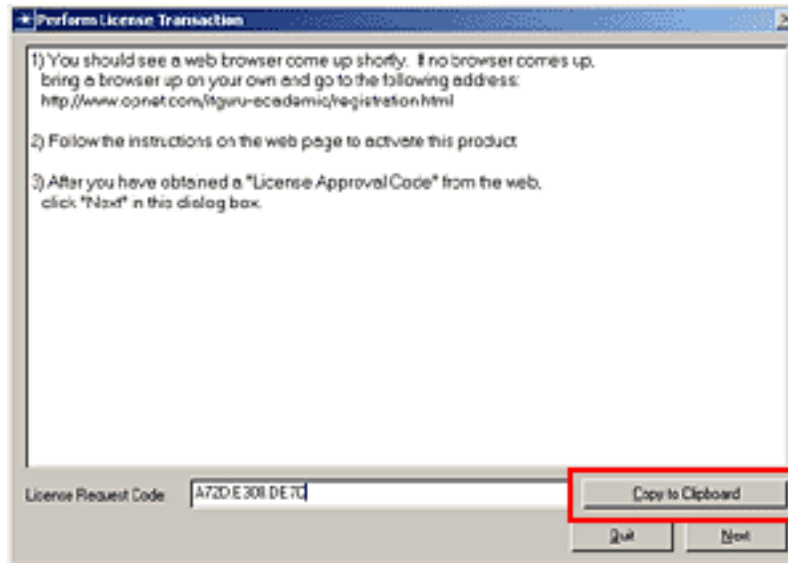 Perform License Transaction
1) You should see a web browser come up shortly. If no browser comes up,
bring a browser up on your own and go to the following address:
http://www.opnet.com/itguru-academic/registration.html
2) Follow the instructions on the web page to activate this product
3) After you have obtained a "License Approval Code" from the web,
click "Next" in this dialog box.
License Request Code
Copy to Clipboard
Quit
Next